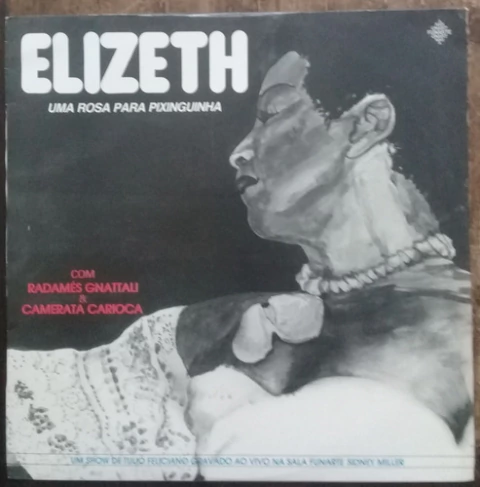 ELIZETH
UMA ROSA PARA PIXINGUINHA
COM
RADAMÉS GNATTALI
&
CAMERATA CARIOCA
UM SHOW DE TULIO FELICIANO GRAVADO AO VIVO NA SALA FUNARTE SIDNEY MILLER